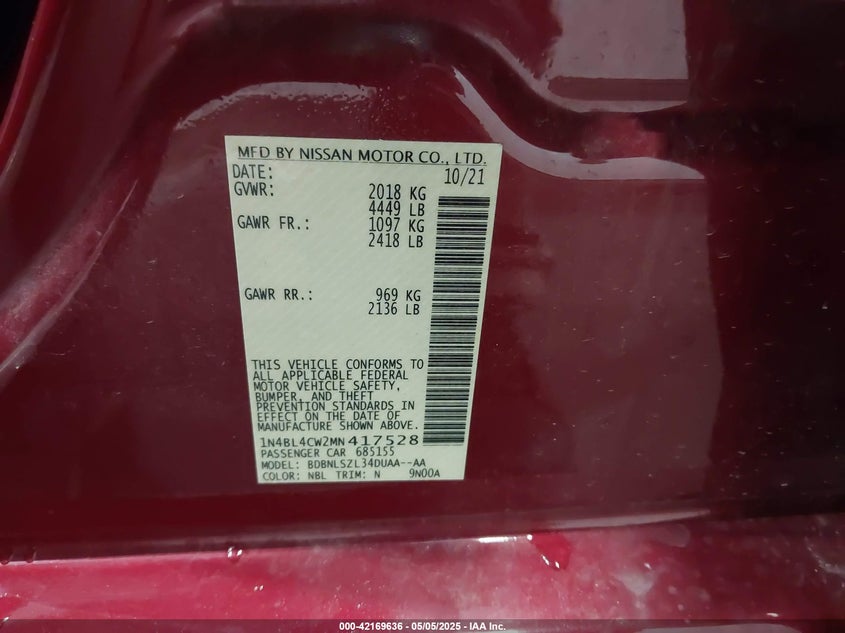 MFD BY NISSAN MOTOR CO., LTD.
DATE: 10/21
GVWR: 2018 KG
4449 LB
GAWR FR.: 1097 KG
2418 LB
GAWR RR.: 969 KG
2136 LB
THIS VEHICLE CONFORMS TO
ALL APPLICABLE FEDERAL
MOTOR VEHICLE SAFETY,
BUMPER, AND THEFT
PREVENTION STANDARDS IN
EFFECT ON THE DATE OF
MANUFACTURE SHOWN ABOVE.
1N4BL4CW2MN417528
PASSENGER CAR 685155
MODEL: BDBNLSZL34DUAA--AA
COLOR: NBL TRIM: N 9N00A
000-42169636 - 05/05/2025 - IAA Inc.